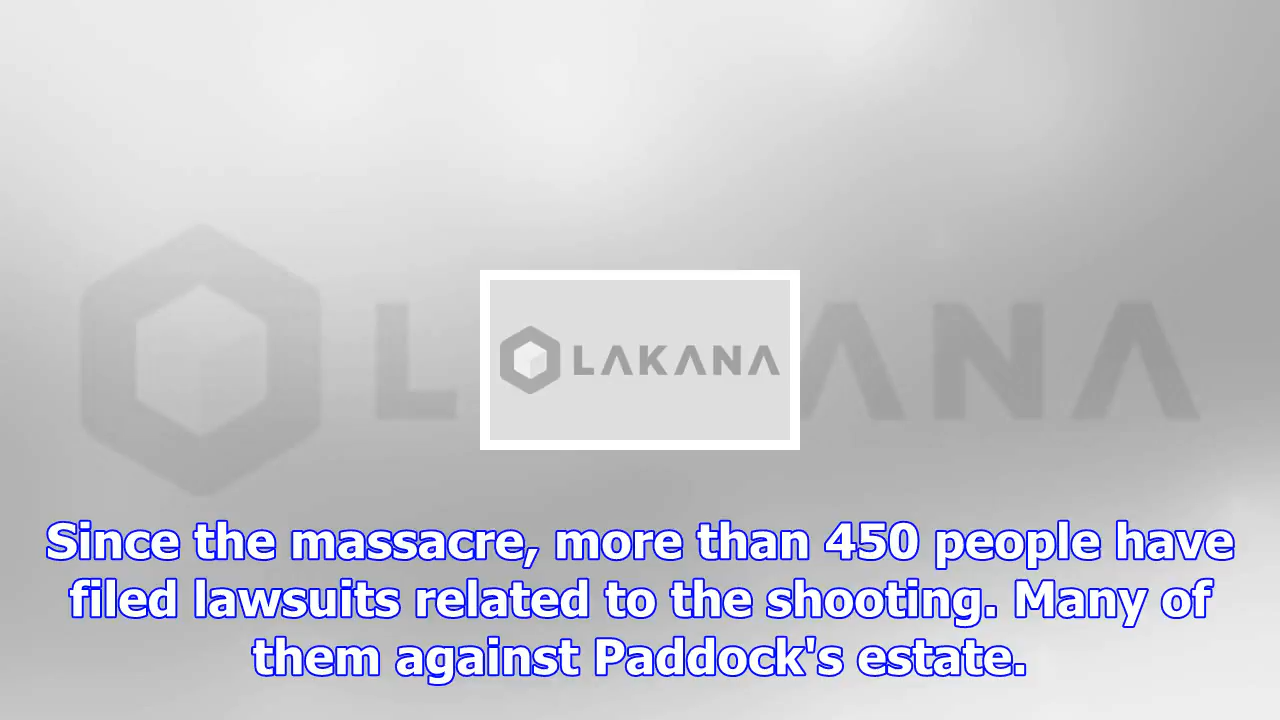 LAKANA
LAKANA
Since the massacre, more than 450 people have
filed lawsuits related to the shooting. Many of
them against Paddock's estate.